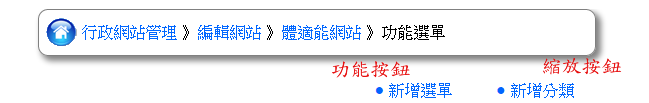 行政網站管理 》編輯網站 》體適能網站 》功能選單
功能按鈕 縮放按鈕
• 新增選單 • 新增分類